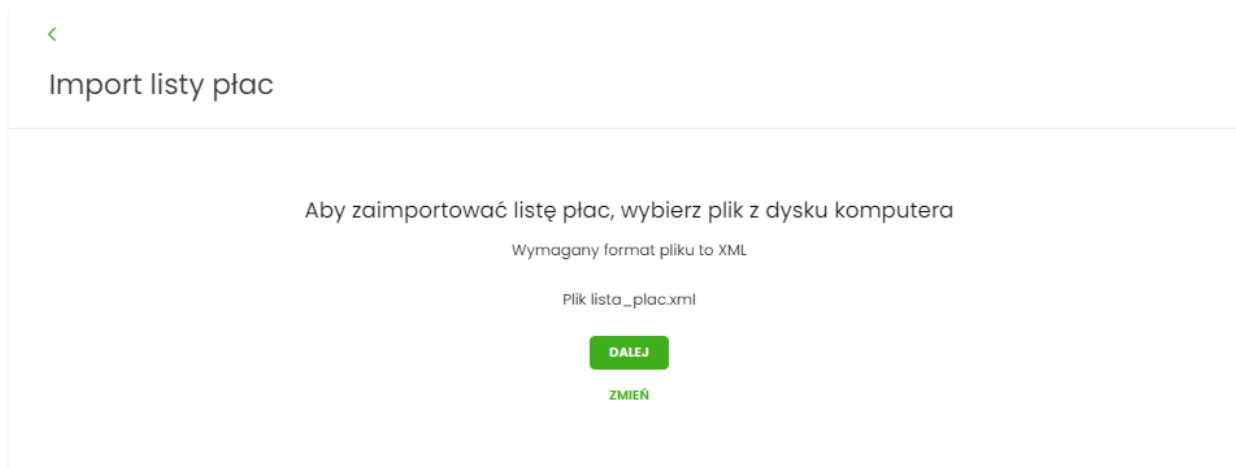 Import listy płac
Aby zaimportować listę płac, wybierz plik z dysku komputera
Wymagany format pliku to XML
Plik lista_plac.xml
DALEJ
ZMIEŃ